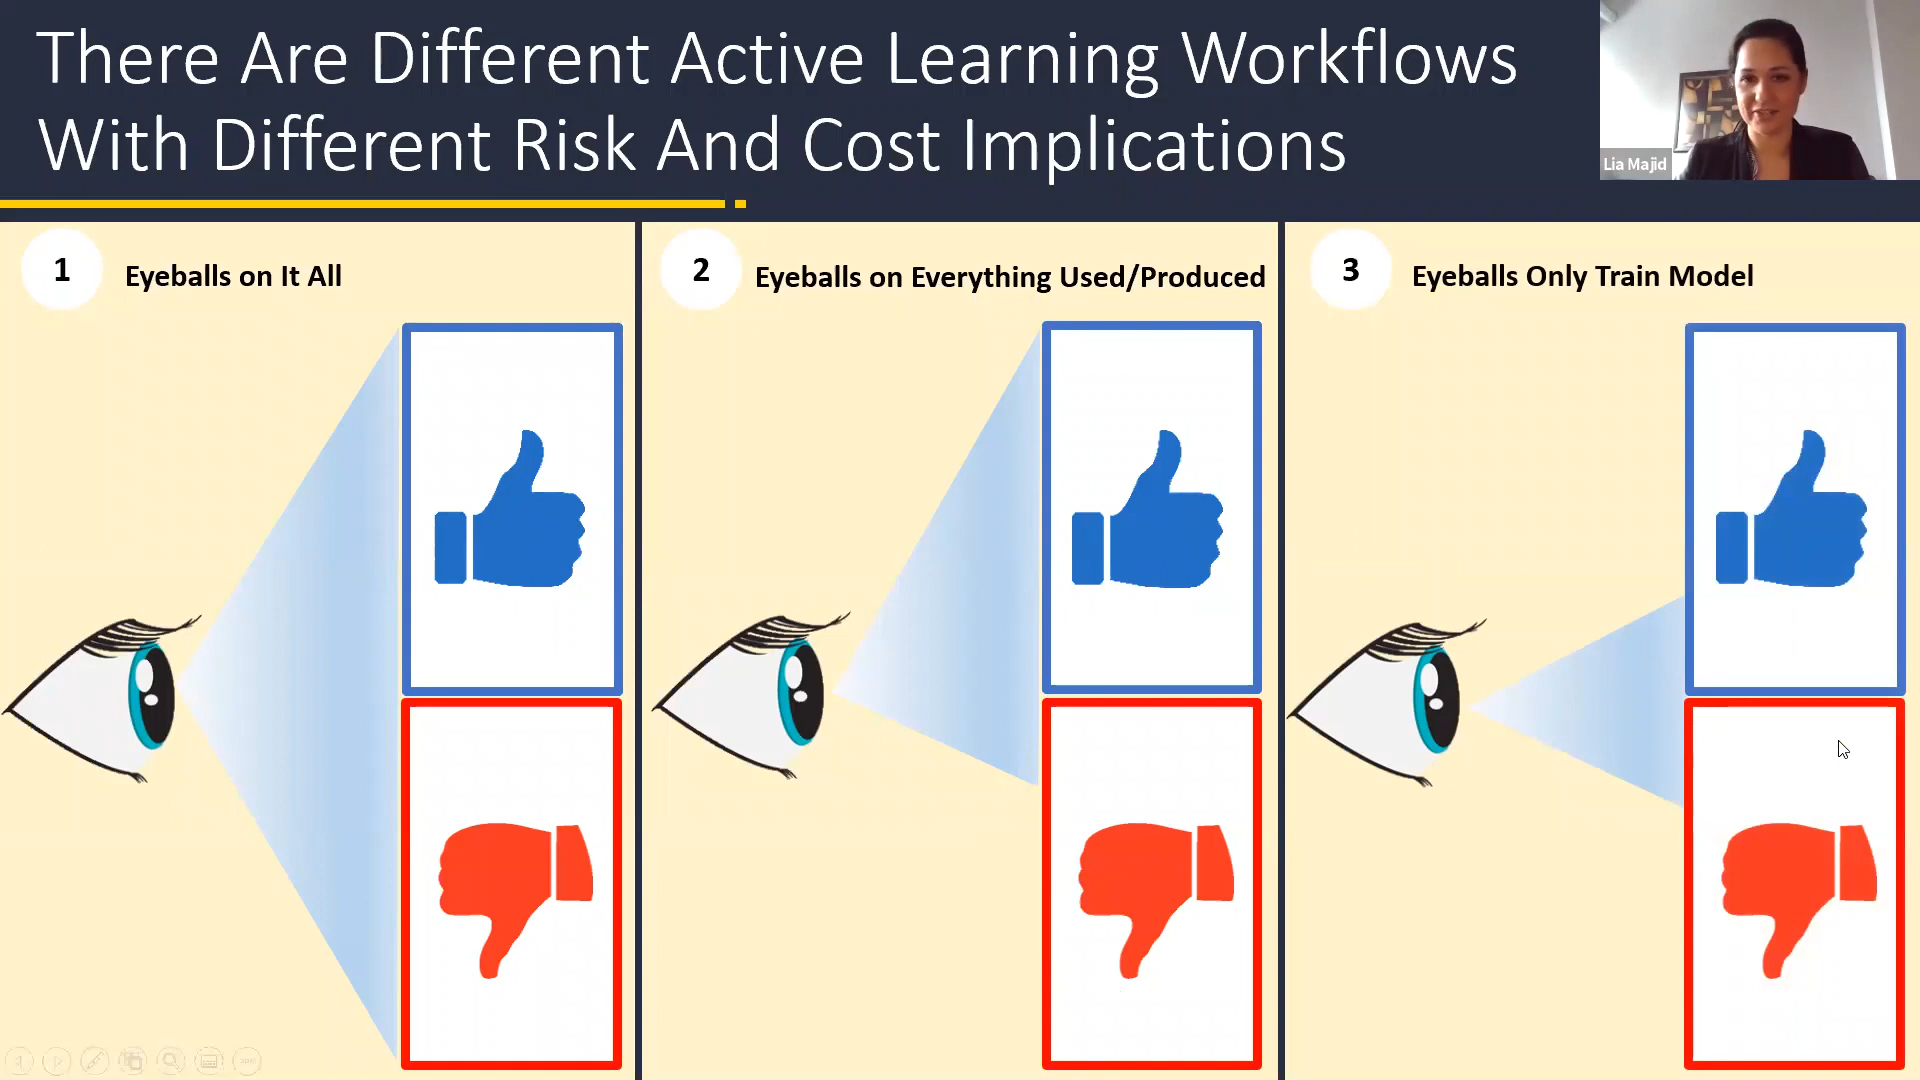 There Are Different Active Learning Workflows
With Different Risk And Cost Implications
Lia Majid
1
Eyeballs on It All
2
Eyeballs on Everything Used/Produced
3
Eyeballs Only Train Model